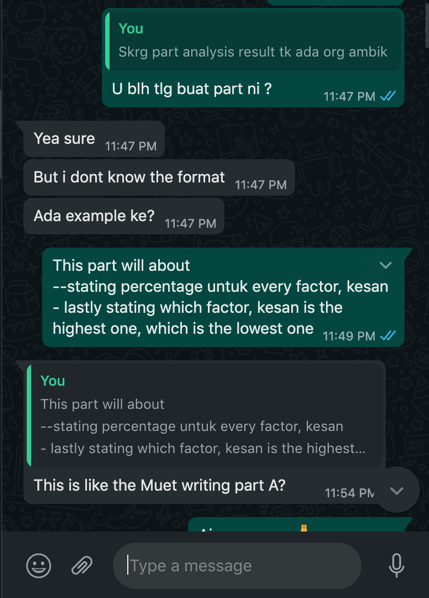 You
Skrg part analysis result tk ada org ambik
U blh tlg buat part ni ?
11:47 PM
Yea sure
11:47 PM
But i dont know the format
11:47 PM
Ada example ke?
11:47 PM
This part will about
--stating percentage untuk every factor, kesan
- lastly stating which factor, kesan is the
highest one, which is the lowest one
11:49 PM
You
This part will about
--stating percentage untuk every factor, kesan
- lastly stating which factor, kesan is the highest...
This is like the Muet writing part A?
11:54 PM
Type a message